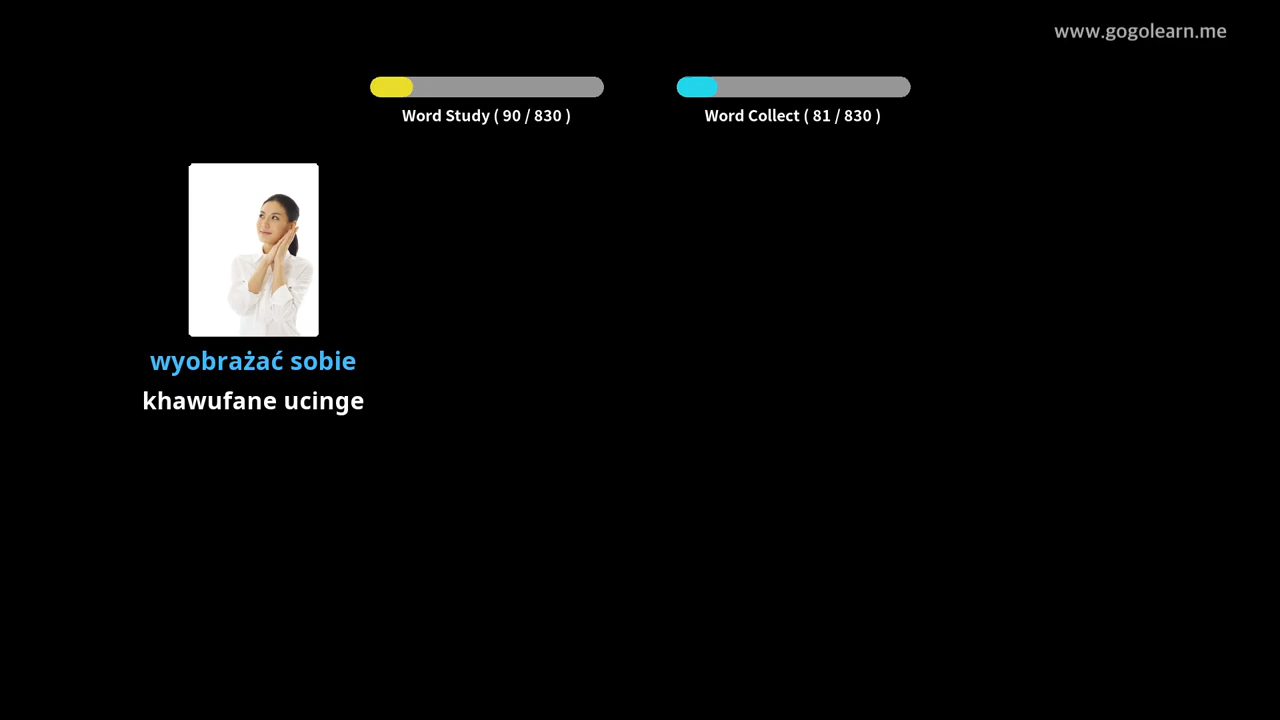 www.gogolearn.me
Word Study ( 90 / 830 )
Word Collect ( 81 / 830 )
wyobrażać sobie
khawufane ucinge